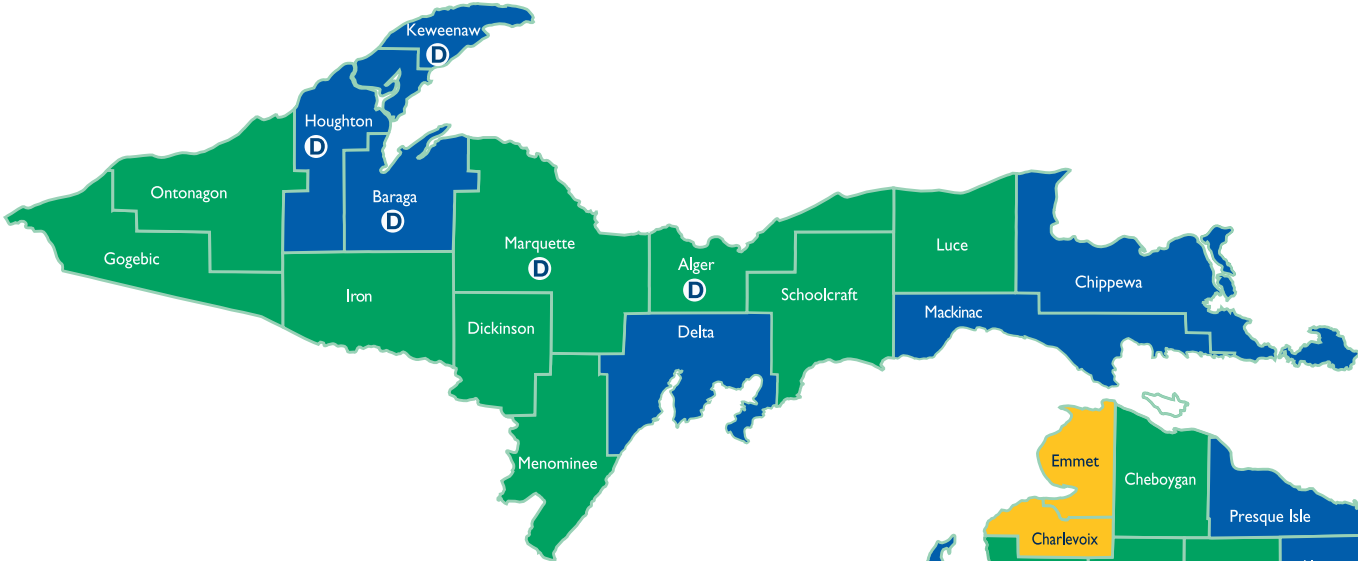 Keweenaw
D
Houghton
D
Ontonagon
Baraga
D
Gogebic
Marquette
D
Alger
D
Luce
Chippewa
Iron
Schoolcraft
Mackinac
Dickinson
Delta
Menominee
Emmet
Cheboygan
Presque Isle
Charlevoix